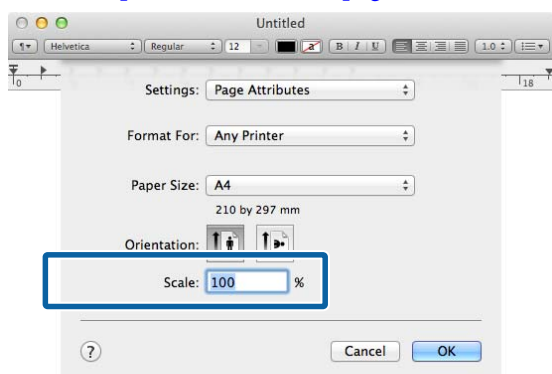 Untitled
¶ Helvetica Regular 12 a B I U 1.0
0 18
Settings: Page Attributes
Format For: Any Printer
Paper Size: A4
210 by 297 mm
Orientation:
Scale: 100 %
? Cancel OK